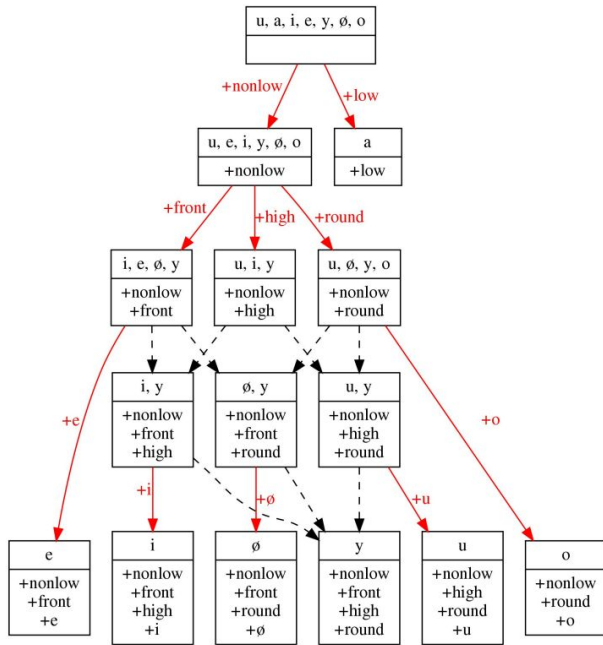 u, a, i, e, y, ø, o
+nonlow
+low
u, e, i, y, ø, o
+nonlow
a
+low
+front
+high
+round
i, e, ø, y
+nonlow
+front
u, i, y
+nonlow
+high
u, ø, y, o
+nonlow
+round
i, y
+nonlow
+front
+high
ø, y
+nonlow
+front
+round
u, y
+nonlow
+high
+round
+e
+o
+i
+ø
+u
e
+nonlow
+front
+e
i
+nonlow
+front
+high
+i
ø
+nonlow
+front
+round
+ø
y
+nonlow
+front
+high
+round
u
+nonlow
+high
+round
+u
o
+nonlow
+round
+o